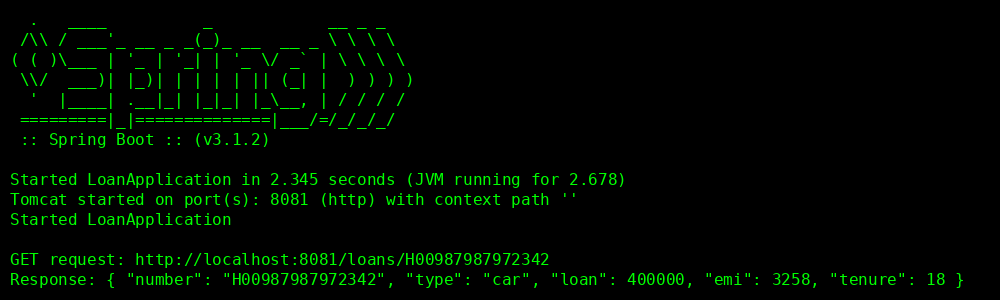 .   ____          _            __ _ _
 /\\ / ___'_ __ _ _(_)_ __  __ _ \ \ \ \
( ( )\___ | '_ | '_| | '_ \/ _` | \ \ \ \
 \\/  ___)| |_)| | | | | || (_| |  ) ) ) )
  '  |____| .__|_| |_|_| |_\__, | / / / /
 =========|_|==============|___/=/_/_/_/
 :: Spring Boot :: (v3.1.2)

Started LoanApplication in 2.345 seconds (JVM running for 2.678)
Tomcat started on port(s): 8081 (http) with context path ''
Started LoanApplication

GET request: http://localhost:8081/loans/H00987987972342
Response: { "number": "H00987987972342", "type": "car", "loan": 400000, "emi": 3258, "tenure": 18 }